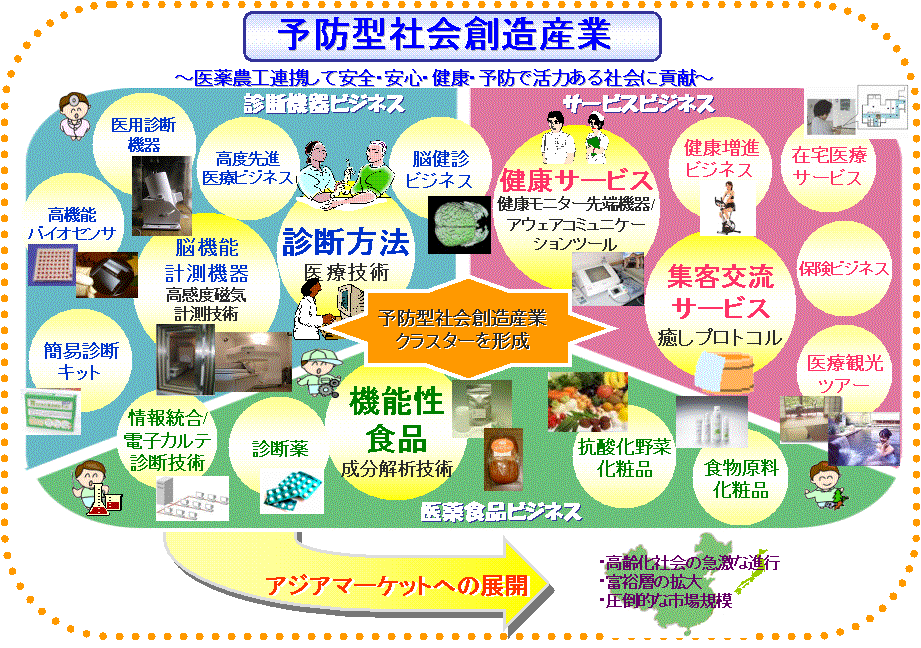 予防型社会創造産業
～医薬農工連携して安全・安心・健康・予防で活力ある社会に貢献～
診断機器ビジネス
医用診断
機器
高度先進
医療ビジネス
脳健診
ビジネス
高機能
バイオセンサ
脳機能
計測機器
高感度磁気
計測技術
診断方法
医療技術
簡易診断
キット
サービスビジネス
健康サービス
健康モニター先端機器/
アウェアコミュニケー
ションツール
健康増進
ビジネス
在宅医療
サービス
集客交流
サービス
癒しプロトコル
保険ビジネス
医療観光
ツアー
予防型社会創造産業
クラスターを形成
情報統合/
電子カルテ
診断技術
診断薬
機能性
食品
成分解析技術
抗酸化野菜
化粧品
食物原料
化粧品
医薬食品ビジネス
アジアマーケットへの展開
・高齢化社会の急激な進行
・富裕層の拡大
・圧倒的な市場規模